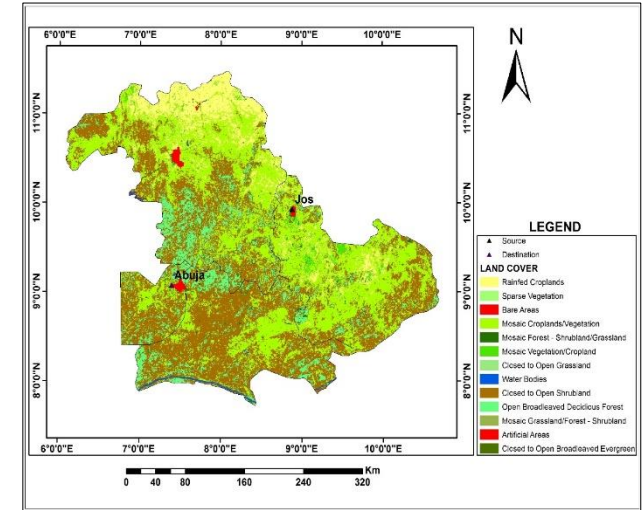 6°0'0"E 7°0'0"E 8°0'0"E 9°0'0"E 10°0'0"E
N
11°0'0"N 11°0'0"N
10°0'0"N 10°0'0"N
Jos
9°0'0"N 9°0'0"N
Abuja
8°0'0"N 8°0'0"N
6°0'0"E 7°0'0"E 8°0'0"E 9°0'0"E 10°0'0"E
LEGEND
Source
Destination
LAND COVER
Rainfed Croplands
Sparse Vegetation
Bare Areas
Mosaic Croplands/Vegetation
Mosaic Forest - Shrubland/Grassland
Mosaic Vegetation/Cropland
Closed to Open Grassland
Water Bodies
Closed to Open Shrubland
Open Broadleaved Decidious Forest
Mosaic Grassland/Forest - Shrubland
Artificial Areas
Closed to Open Broadleaved Evergreen
Km
0 40 80 160 240 320